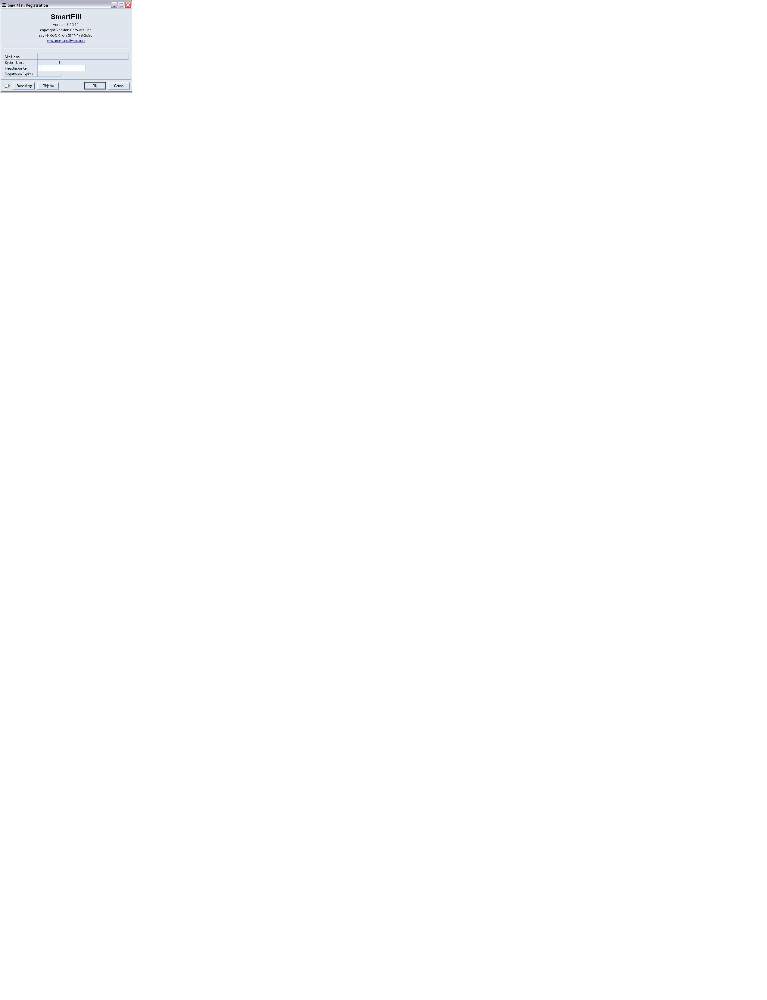 SmartFill Registration
SmartFill
Version 7.50.11
copyright Rockton Software, Inc.
877-4-ROCKTOn (877-476-2586)
www.rocktonsoftware.com
Site Name
System Users 1
Registration Key
Registration Expires
Repository Objects OK Cancel